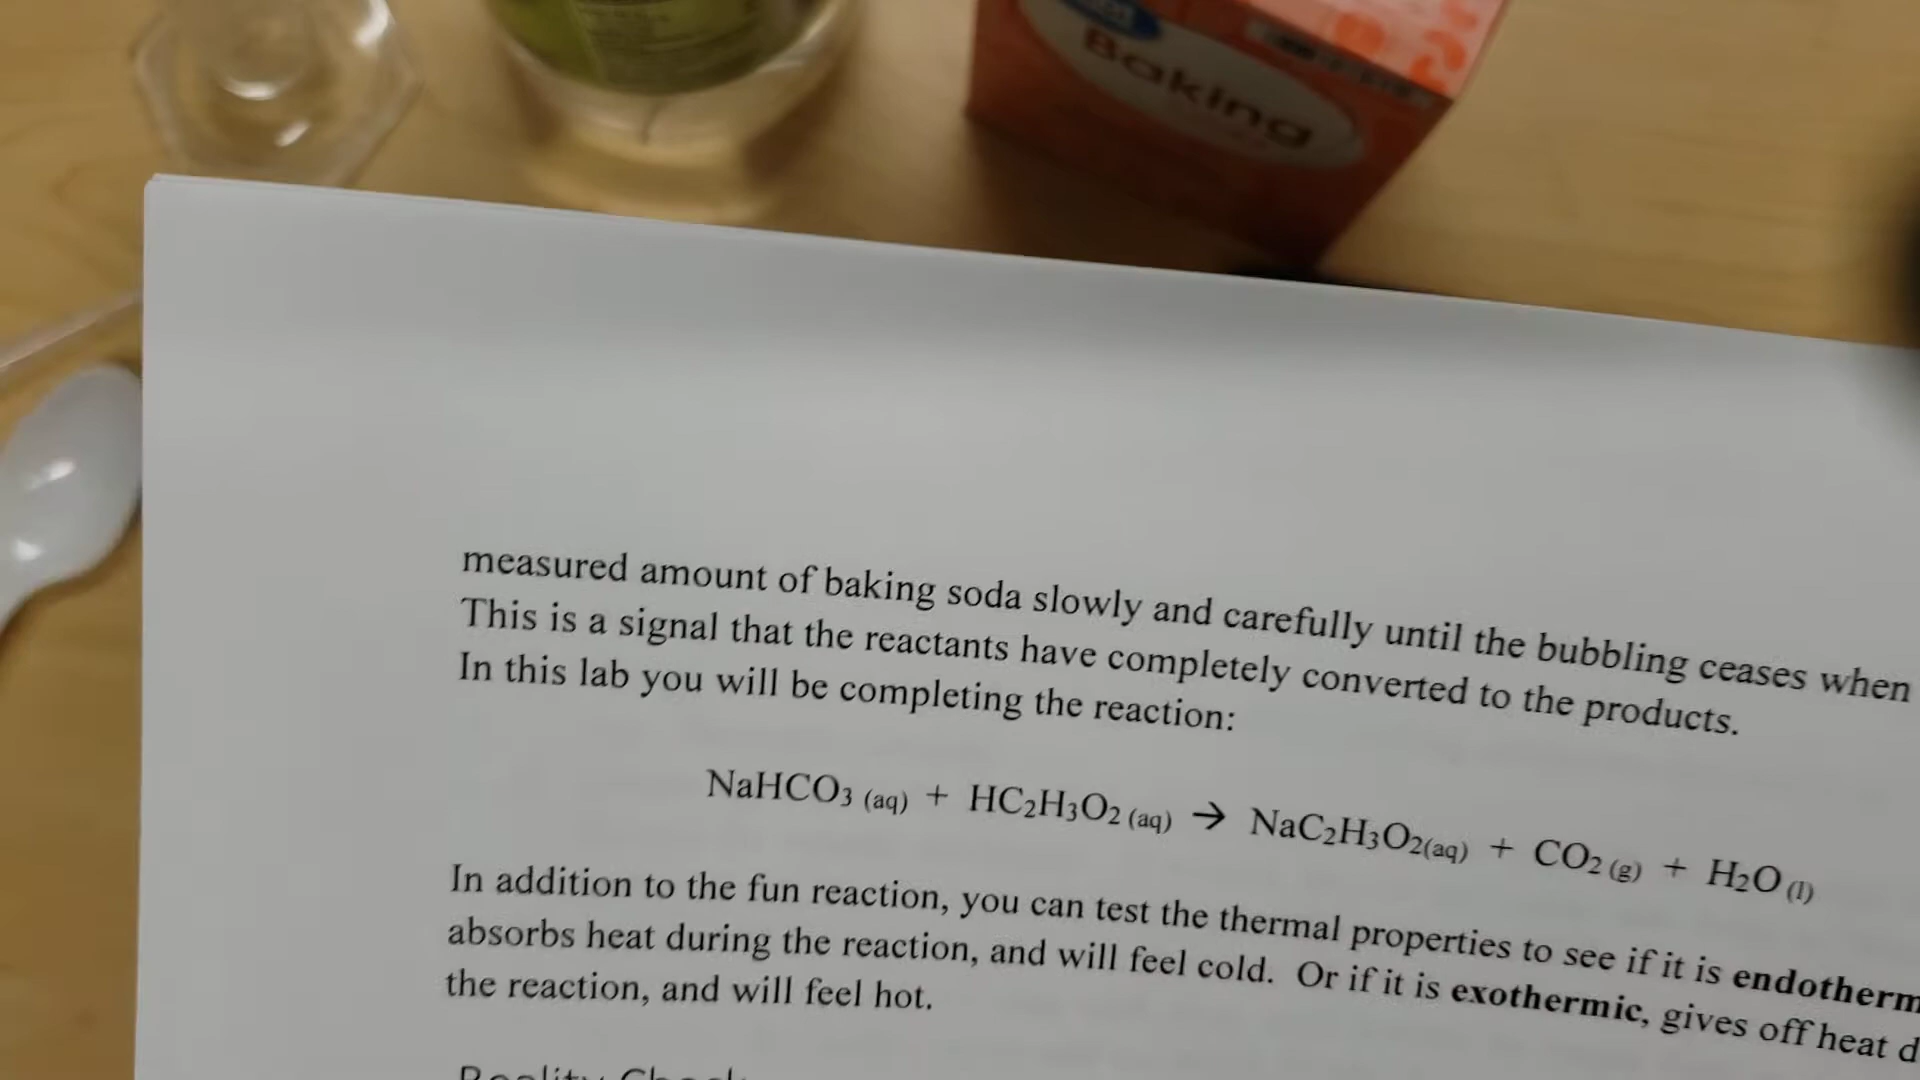 Baking
measured amount of baking soda slowly and carefully until the bubbling ceases when
This is a signal that the reactants have completely converted to the products.
In this lab you will be completing the reaction:
NaHCO₃ (aq) + HC₂H₃O₂ (aq) → NaC₂H₃O₂(aq) + CO₂ (g) + H₂O (l)
In addition to the fun reaction, you can test the thermal properties to see if it is endotherm
absorbs heat during the reaction, and will feel cold. Or if it is exothermic, gives off heat d
the reaction, and will feel hot.